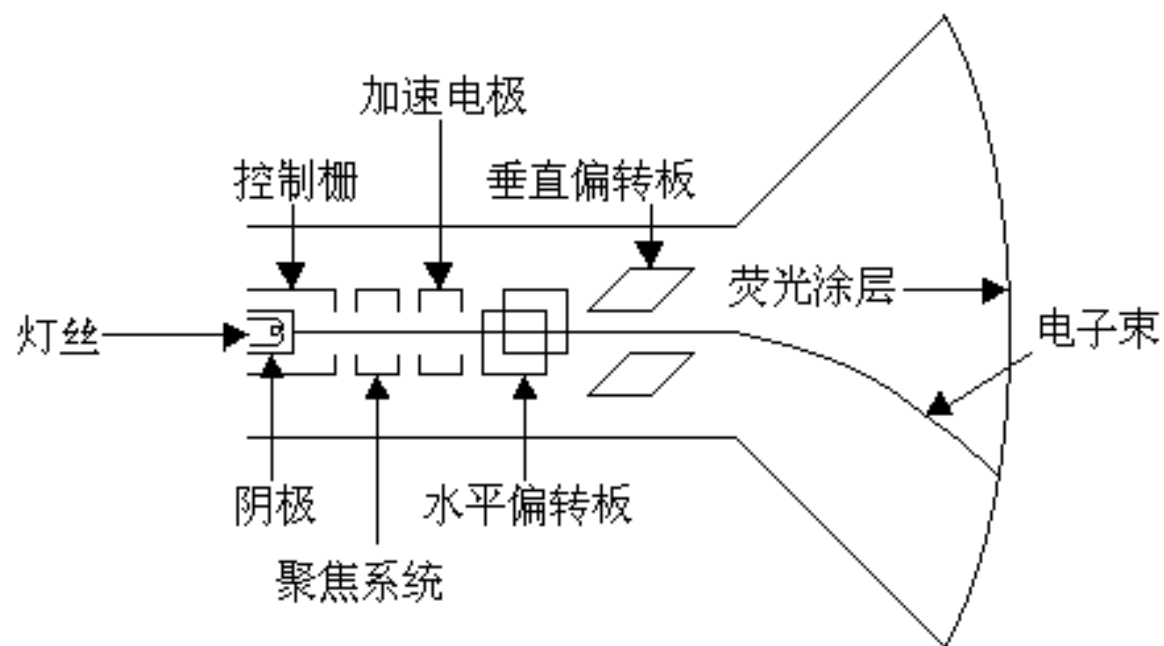 加速电极
控制栅
垂直偏转板
荧光涂层
灯丝
电子束
阴极
水平偏转板
聚焦系统